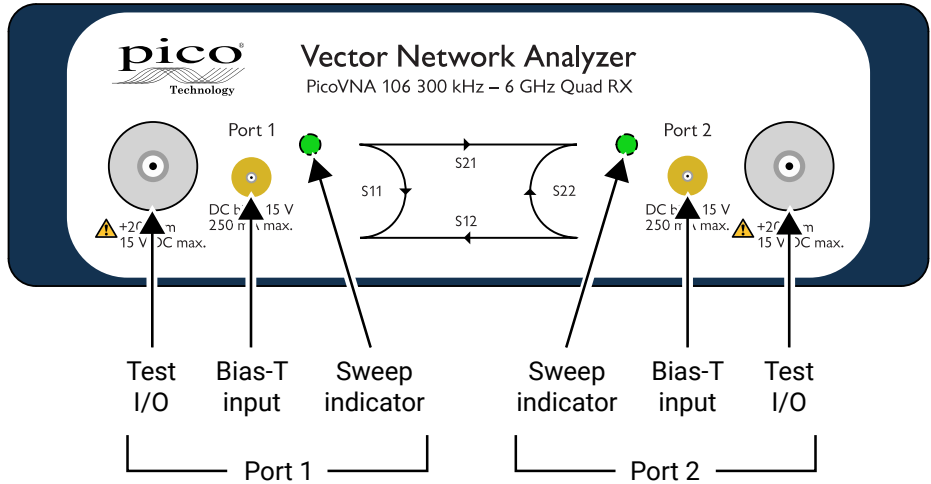 pico
Technology
Vector Network Analyzer
PicoVNA 106 300 kHz – 6 GHz Quad RX
Port 1
Port 2
S21
S11
S22
S12
DC 15 V
250 max.
15 V DC max.
DC 15 V
250 max.
15 V DC max.
Test I/O
Bias-T input
Sweep indicator
Sweep indicator
Bias-T input
Test I/O
Port 1
Port 2